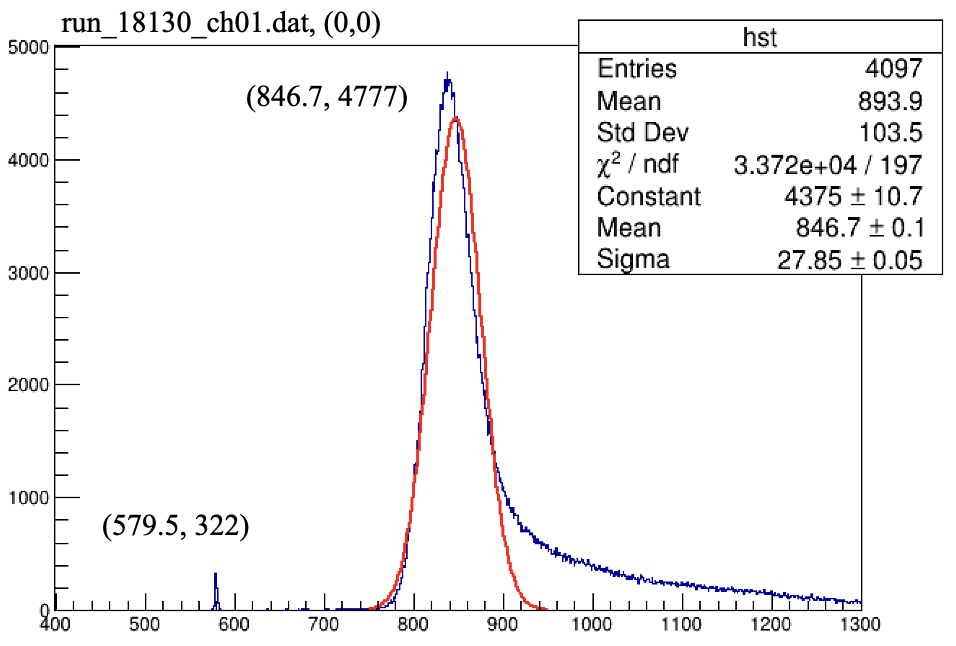 run_18130_ch01.dat, (0,0)
hst
Entries 4097
Mean 893.9
Std Dev 103.5
χ² / ndf 3.372e+04 / 197
Constant 4375 ± 10.7
Mean 846.7 ± 0.1
Sigma 27.85 ± 0.05
5000
(846.7, 4777)
4000
3000
2000
1000
(579.5, 322)
0
400 500 600 700 800 900 1000 1100 1200 1300